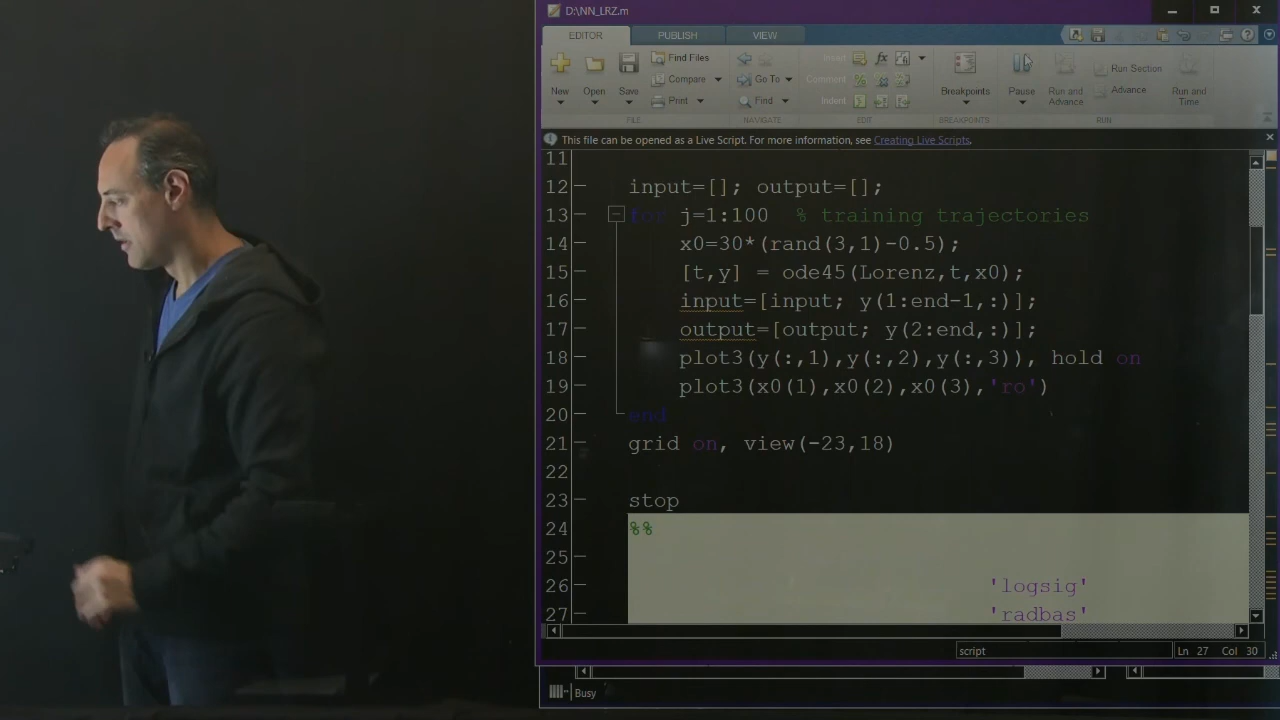 D:\NN_LRZ.m
EDITOR PUBLISH VIEW
Find Files Insert
New Open Save Compare Go To Comment Breakpoints Pause Run and Advance Run Section Advance Run and Time
Print Find Indent
FILE NAVIGATE EDIT BREAKPOINTS RUN
This file can be opened as a Live Script. For more information, see Creating Live Scripts.
11
12 input=[]; output=[];
13 for j=1:100 % training trajectories
14 x0=30*(rand(3,1)-0.5);
15 [t,y] = ode45(Lorenz,t,x0);
16 input=[input; y(1:end-1,:)];
17 output=[output; y(2:end,:)];
18 plot3(y(:,1),y(:,2),y(:,3)), hold on
19 plot3(x0(1),x0(2),x0(3),'ro')
20 end
21 grid on, view(-23,18)
22
23 stop
24 %%
25
26 'logsig'
27 'radbas'
script Ln 27 Col 30
Busy